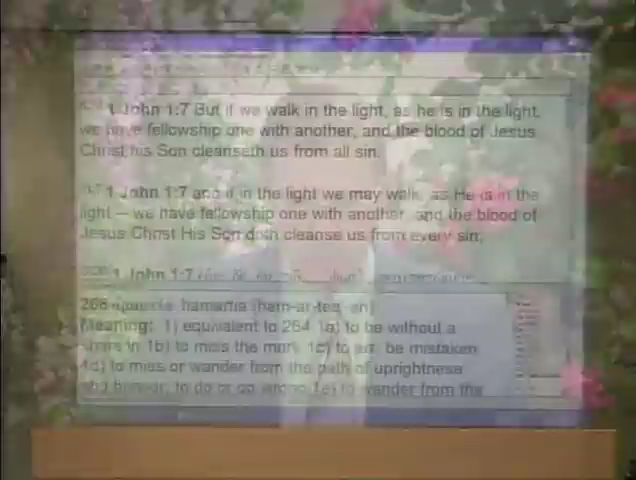 1 John 1:7 But if we walk in the light, as he is in the light,
we have fellowship one with another, and the blood of Jesus
Christ his Son cleanseth us from all sin.
1 John 1:7 and if in the light we may walk, as He is in the
light -- we have fellowship one with another, and the blood of
Jesus Christ His Son doth cleanse us from every sin;
1 John 1:7
266 hamartia {ham-ar-tee-ah}
Meaning: 1) equivalent to 264 1a) to be without a
share in 1b) to miss the mark 1c) to err, be mistaken
1d) to miss or wander from the path of uprightness
and honour, to do or go wrong 1e) to wander from the